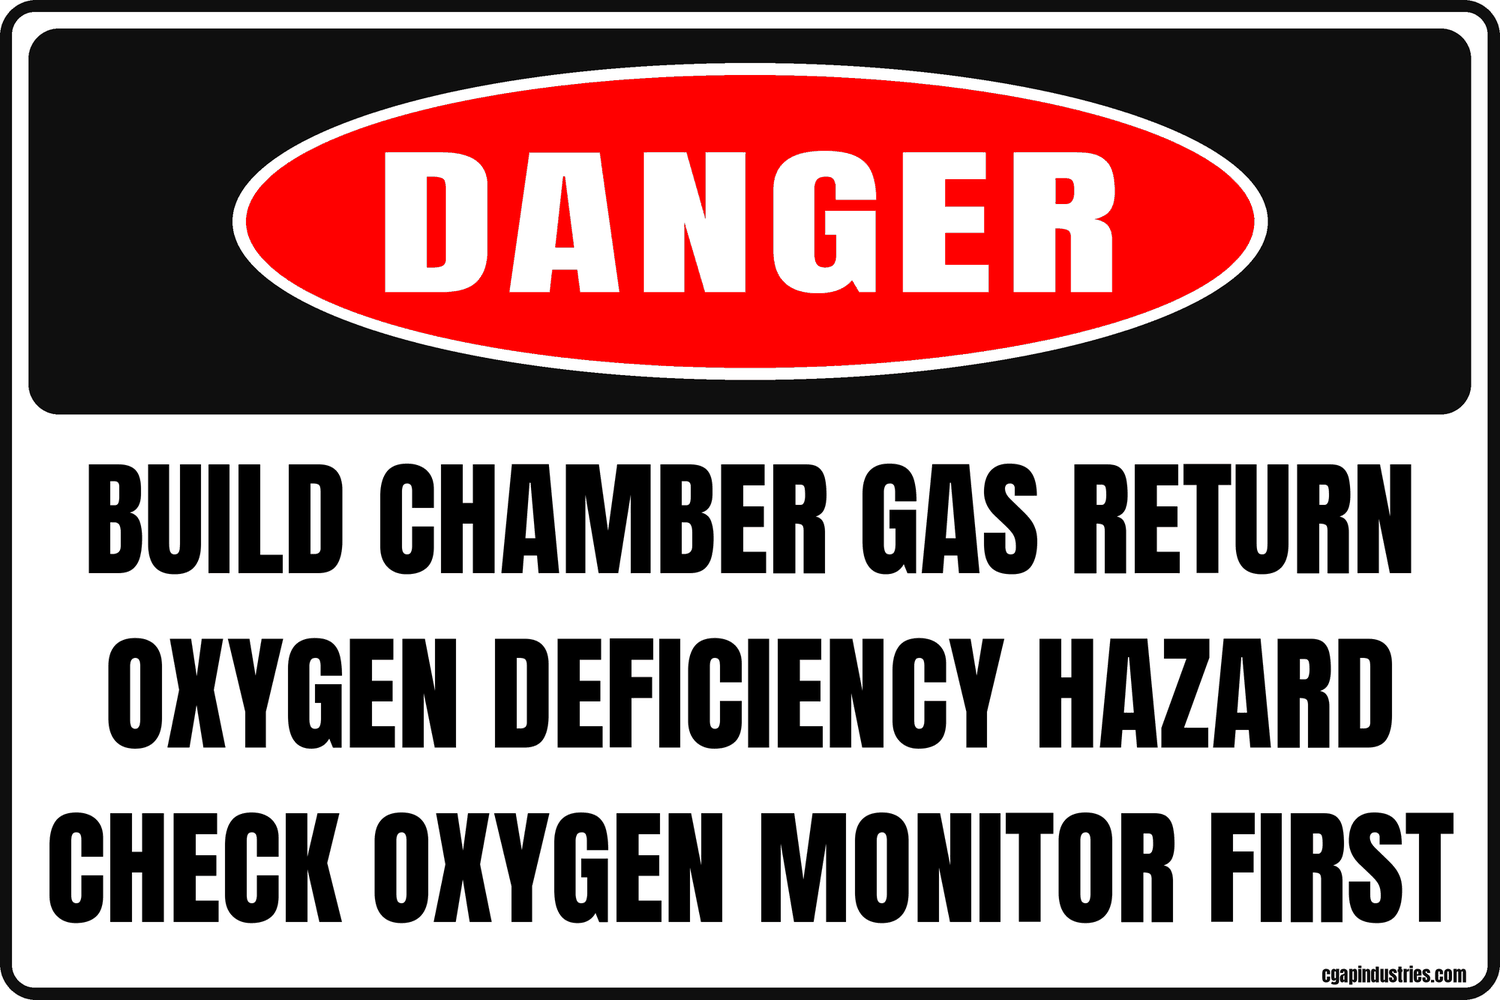 DANGER
BUILD CHAMBER GAS RETURN
OXYGEN DEFICIENCY HAZARD
CHECK OXYGEN MONITOR FIRST
cgapindustries.com